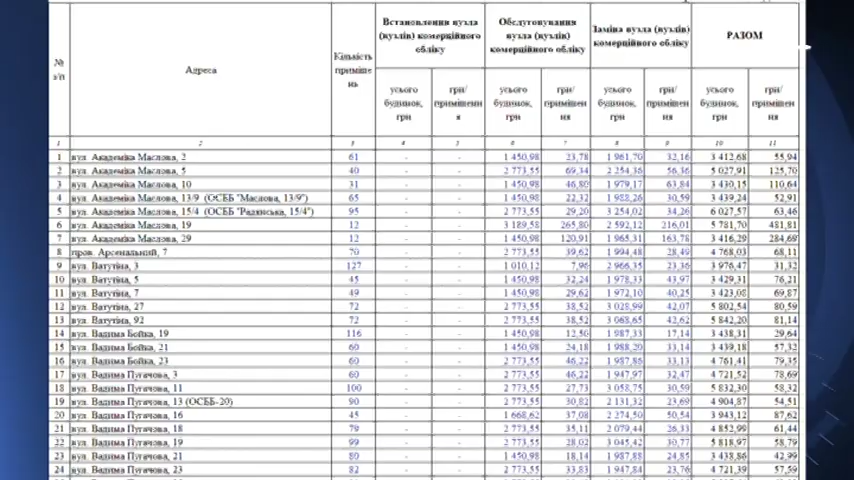 № з/п Адреса Кількість приміщень Встановлення вузла (вузлів) комерційного обліку Обслуговування вузла (вузлів) комерційного обліку Заміна вузла (вузлів) комерційного обліку РАЗОМ
усього будинок, грн грн/ приміщення усього будинок, грн грн/ приміщення усього будинок, грн грн/ приміщення усього будинок, грн грн/ приміщення
1 2 3 4 5 6 7 8 9 10 11
1 вул. Академіка Маслова, 2 61 - - 1 450,98 23,78 1 961,70 32,16 3 412,68 55,94
2 вул. Академіка Маслова, 5 40 - - 2 773,55 69,34 2 254,36 56,36 5 027,91 125,70
3 вул. Академіка Маслова, 10 31 - - 1 450,98 46,80 1 979,17 63,84 3 430,15 110,64
4 вул. Академіка Маслова, 13/9 (ОСББ "Маслова, 13/9") 65 - - 1 450,98 22,32 1 988,26 30,59 3 439,24 52,91
5 вул. Академіка Маслова, 15/4 (ОСББ "Радянська, 15/4") 95 - - 2 773,55 29,20 3 254,02 34,26 6 027,57 63,46
6 вул. Академіка Маслова, 19 12 - - 3 189,58 265,80 2 592,12 216,01 5 781,70 481,81
7 вул. Академіка Маслова, 29 12 - - 1 450,98 120,91 1 965,31 163,78 3 416,29 284,69
8 пров. Арсенальний, 7 70 - - 2 773,55 39,62 1 994,48 28,49 4 768,03 68,11
9 вул. Ватутіна, 3 127 - - 1 010,12 7,96 2 966,35 23,36 3 976,47 31,32
10 вул. Ватутіна, 5 45 - - 1 450,98 32,24 1 978,33 43,97 3 429,31 76,21
11 вул. Ватутіна, 7 49 - - 1 450,98 29,62 1 972,10 40,25 3 423,08 69,87
12 вул. Ватутіна, 27 72 - - 2 773,55 38,52 3 028,99 42,07 5 802,54 80,59
13 вул. Ватутіна, 92 72 - - 2 773,55 38,52 3 068,65 42,62 5 842,20 81,14
14 вул. Вадима Бойка, 19 116 - - 1 450,98 12,50 1 987,33 17,14 3 438,31 29,64
15 вул. Вадима Бойка, 21 60 - - 1 450,98 24,18 1 988,20 33,14 3 439,18 57,32
16 вул. Вадима Бойка, 23 60 - - 2 773,55 46,22 1 987,86 33,13 4 761,41 79,35
17 вул. Вадима Пугачова, 3 60 - - 2 773,55 46,22 1 947,97 32,47 4 721,52 78,69
18 вул. Вадима Пугачова, 11 100 - - 2 773,55 27,73 3 058,75 30,59 5 832,30 58,32
19 вул. Вадима Пугачова, 13 (ОСББ-20) 90 - - 2 773,55 30,82 2 131,32 23,69 4 904,87 54,51
20 вул. Вадима Пугачова, 16 45 - - 1 668,62 37,08 2 274,50 50,54 3 943,12 87,62
21 вул. Вадима Пугачова, 18 79 - - 2 773,55 35,11 2 079,44 26,33 4 852,99 61,44
22 вул. Вадима Пугачова, 19 99 - - 2 773,55 28,02 3 045,42 30,77 5 818,97 58,79
23 вул. Вадима Пугачова, 21 80 - - 1 450,98 18,14 1 987,88 24,85 3 438,86 42,99
24 вул. Вадима Пугачова, 23 82 - - 2 773,55 33,83 1 947,84 23,76 4 721,39 57,59